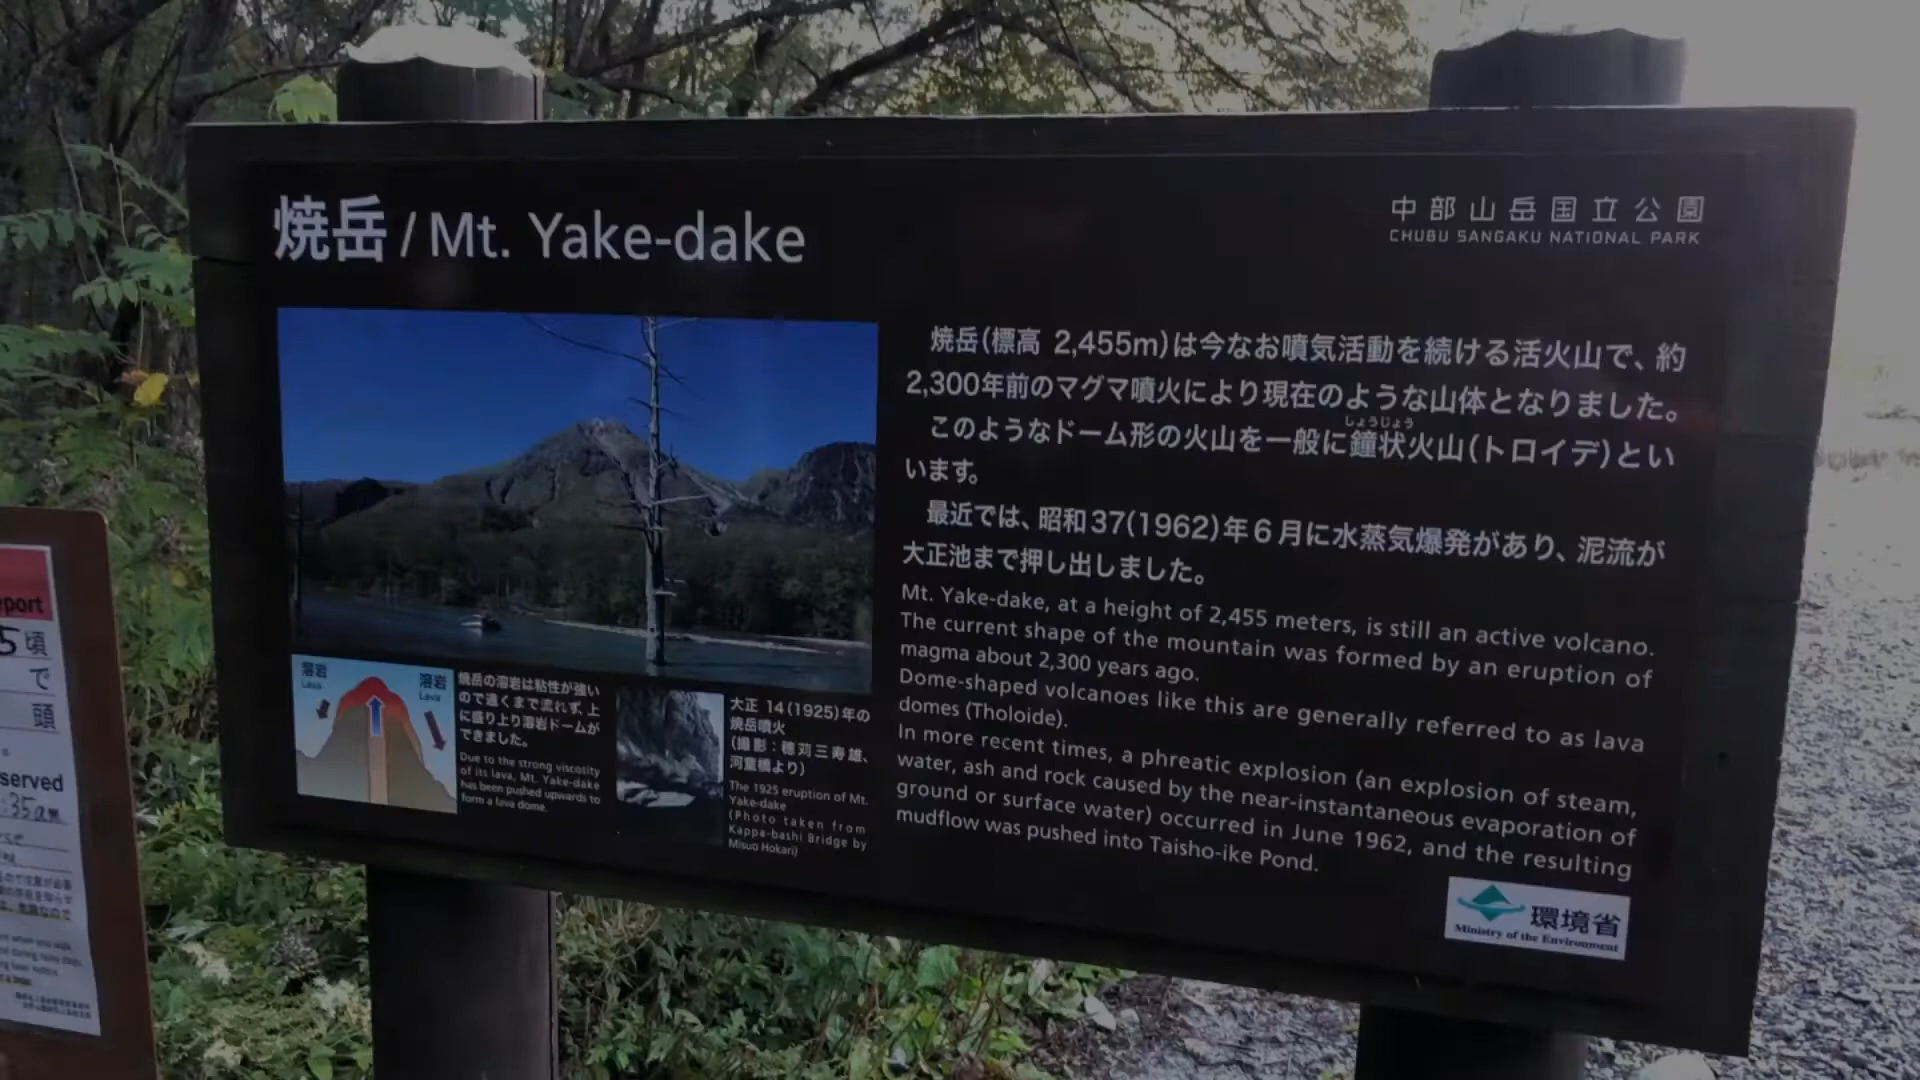 焼岳 / Mt. Yake-dake
中部山岳国立公園
CHUBU SANGAKU NATIONAL PARK
焼岳(標高 2,455m)は今なお噴気活動を続ける活火山で、約
2,300年前のマグマ噴火により現在のような山体となりました。
しょうじょう
このようなドーム形の火山を一般に鐘状火山(トロイデ)とい
います。
最近では、昭和37(1962)年6月に水蒸気爆発があり、泥流が
大正池まで押し出しました。
Mt. Yake-dake, at a height of 2,455 meters, is still an active volcano.
The current shape of the mountain was formed by an eruption of
magma about 2,300 years ago.
Dome-shaped volcanoes like this are generally referred to as lava
domes (Tholoide).
In more recent times, a phreatic explosion (an explosion of steam,
water, ash and rock caused by the near-instantaneous evaporation of
ground or surface water) occurred in June 1962, and the resulting
mudflow was pushed into Taisho-ike Pond.
溶岩
Lava
溶岩
Lava
焼岳の溶岩は粘性が強い
ので遠くまで流れず、上
に盛り上り溶岩ドームが
できました。
Due to the strong viscosity
of its lava, Mt. Yake-dake
has been pushed upwards to
form a lava dome.
大正 14(1925)年の
焼岳噴火
(撮影:穂苅三寿雄、
河童橋より)
The 1925 eruption of Mt.
Yake-dake
(Photo taken from
Kappa-bashi Bridge by
Misuo Hokari)
環境省
Ministry of the Environment
port
5頃
で
頭
served
:35am